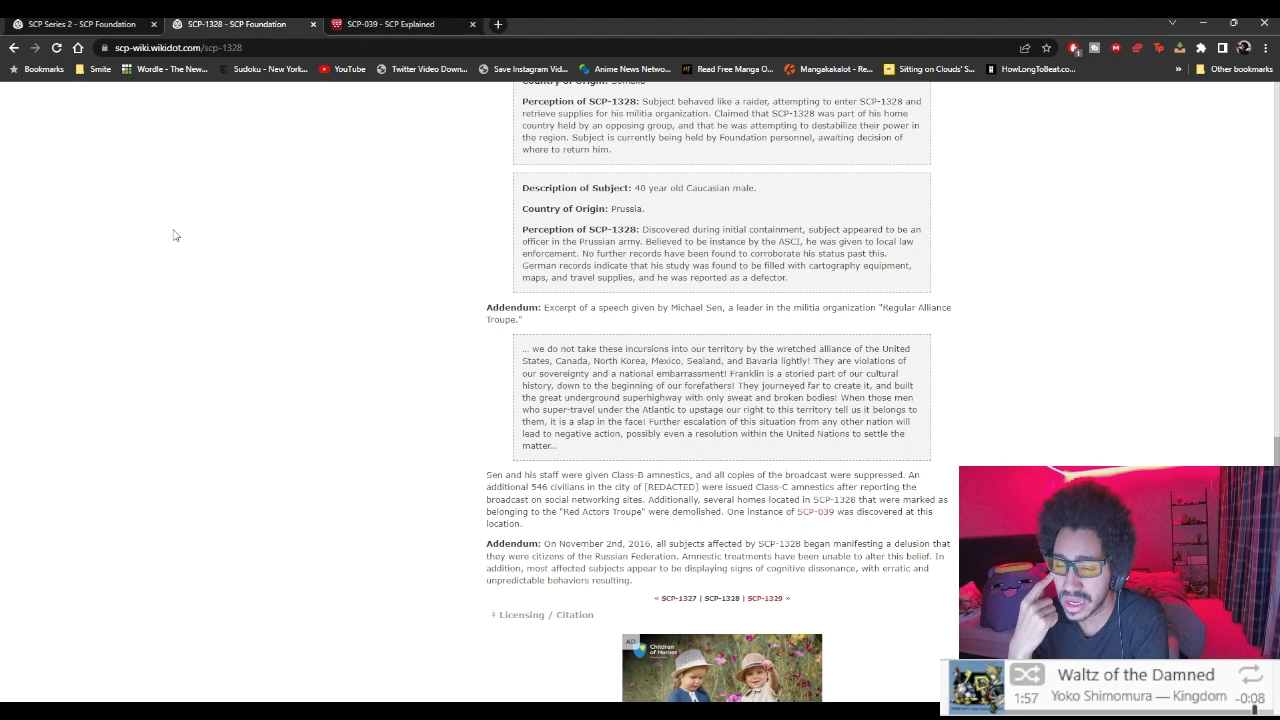 SCP Series 2 - SCP Foundation
SCP-1328 - SCP Foundation
SCP-039 - SCP Explained
scp-wiki.wikidot.com/scp-1328
Bookmarks
Smite
Wordle - The New...
Sudoku - New York...
YouTube
Twitter Video Down...
Save Instagram Vid...
Anime News Netwo...
Read Free Manga O...
Mangakakalot - Re...
Sitting on Clouds' S...
HowLongToBeat.co...
Other bookmarks
Country of Origin: Somalia
Perception of SCP-1328: Subject behaved like a raider, attempting to enter SCP-1328 and
retrieve supplies for his militia organization. Claimed that SCP-1328 was part of his home
country held by an opposing group, and that he was attempting to destabilize their power in
the region. Subject is currently being held by Foundation personnel, awaiting decision of
where to return him.
Description of Subject: 40 year old Caucasian male.
Country of Origin: Prussia.
Perception of SCP-1328: Discovered during initial containment, subject appeared to be an
officer in the Prussian army. Believed to be instance by the ASCI, he was given to local law
enforcement. No further records have been found to corroborate his status past this.
German records indicate that his study was found to be filled with cartography equipment,
maps, and travel supplies, and he was reported as a defector.
Addendum: Excerpt of a speech given by Michael Sen, a leader in the militia organization "Regular Alliance
Troupe."
... we do not take these incursions into our territory by the wretched alliance of the United
States, Canada, North Korea, Mexico, Sealand, and Bavaria lightly! They are violations of
our sovereignty and a national embarrassment! Franklin is a storied part of our cultural
history, down to the beginning of our forefathers! They journeyed far to create it, and built
the great underground superhighway with only sweat and broken bodies! When those men
who super-travel under the Atlantic to upstage our right to this territory tell us it belongs to
them, it is a slap in the face! Further escalation of this situation from any other nation will
lead to negative action, possibly even a resolution within the United Nations to settle the
matter...
Sen and his staff were given Class-B amnestics, and all copies of the broadcast were suppressed. An
additional 546 civilians in the city of [REDACTED] were issued Class-C amnestics after reporting the
broadcast on social networking sites. Additionally, several homes located in SCP-1328 that were marked as
belonging to the "Red Actors Troupe" were demolished. One instance of SCP-039 was discovered at this
location.
Addendum: On November 2nd, 2016, all subjects affected by SCP-1328 began manifesting a delusion that
they were citizens of the Russian Federation. Amnestic treatments have been unable to alter this belief. In
addition, most affected subjects appear to be displaying signs of cognitive dissonance, with erratic and
unpredictable behaviors resulting.
« SCP-1327 | SCP-1328 | SCP-1329 »
‡ Licensing / Citation
AD
Children
of Heroes
Waltz of the Damned
1:57 Yoko Shimomura — Kingdom -0:08